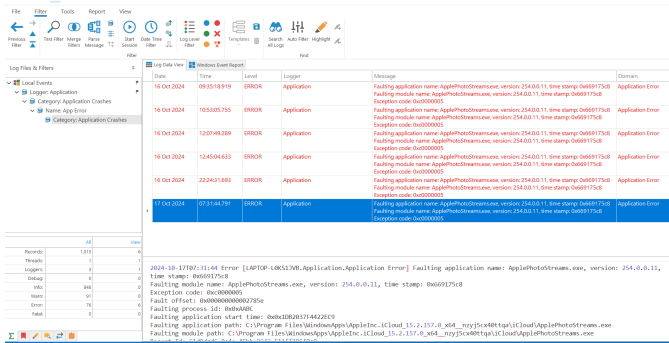 File Filter Tools Report View
Previous Filter Text Filter Merge Filters Parse Message Start Session Date Time Filter Log Level Filter Templates Search All Logs Auto Filter Highlight
Filter Find
Log Files & Filters
Log Data View Windows Event Report
Local Events
Logger: Application
Category: Application Crashes
Name: App Error
Category: Application Crashes
Date Time Level Logger Message Domain
16 Oct 2024 09:35:18.919 ERROR Application Faulting application name: ApplePhotoStreams.exe, version: 254.0.0.11, time stamp: 0x669175c8 Application Error
Faulting module name: ApplePhotoStreams.exe, version: 254.0.0.11, time stamp: 0x669175c8
Exception code: 0xc0000005
16 Oct 2024 10:53:05.755 ERROR Application Faulting application name: ApplePhotoStreams.exe, version: 254.0.0.11, time stamp: 0x669175c8 Application Error
Faulting module name: ApplePhotoStreams.exe, version: 254.0.0.11, time stamp: 0x669175c8
Exception code: 0xc0000005
16 Oct 2024 12:07:49.289 ERROR Application Faulting application name: ApplePhotoStreams.exe, version: 254.0.0.11, time stamp: 0x669175c8 Application Error
Faulting module name: ApplePhotoStreams.exe, version: 254.0.0.11, time stamp: 0x669175c8
Exception code: 0xc0000005
16 Oct 2024 12:45:04.633 ERROR Application Faulting application name: ApplePhotoStreams.exe, version: 254.0.0.11, time stamp: 0x669175c8 Application Error
Faulting module name: ApplePhotoStreams.exe, version: 254.0.0.11, time stamp: 0x669175c8
Exception code: 0xc0000005
16 Oct 2024 22:24:31.693 ERROR Application Faulting application name: ApplePhotoStreams.exe, version: 254.0.0.11, time stamp: 0x669175c8 Application Error
Faulting module name: ApplePhotoStreams.exe, version: 254.0.0.11, time stamp: 0x669175c8
Exception code: 0xc0000005
17 Oct 2024 07:31:44.791 ERROR Application Faulting application name: ApplePhotoStreams.exe, version: 254.0.0.11, time stamp: 0x669175c8 Application Error
Faulting module name: ApplePhotoStreams.exe, version: 254.0.0.11, time stamp: 0x669175c8
Exception code: 0xc0000005
All View
Records: 1,015 6
Threads: 1 1
Loggers: 3 1
Debug: 0 0
Info: 848 0
Warn: 91 0
Error: 76 6
Fatal: 0 0
2024-10-17T07:31:44 Error [LAPTOP-L0KS1JVB.Application.Application Error] Faulting application name: ApplePhotoStreams.exe, version: 254.0.0.11,
time stamp: 0x669175c8
Faulting module name: ApplePhotoStreams.exe, version: 254.0.0.11, time stamp: 0x669175c8
Exception code: 0xc0000005
Fault offset: 0x000000000002785e
Faulting process id: 0x0xAABC
Faulting application start time: 0x0x1DB2037F4422EC9
Faulting application path: C:\Program Files\WindowsApps\AppleInc.iCloud_15.2.157.0_x64__nzyj5cx40ttqa\iCloud\ApplePhotoStreams.exe
Faulting module path: C:\Program Files\WindowsApps\AppleInc.iCloud_15.2.157.0_x64__nzyj5cx40ttqa\iCloud\ApplePhotoStreams.exe